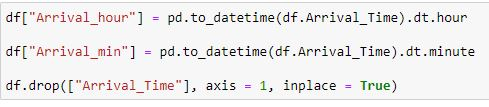 df["Arrival_hour"] = pd.to_datetime(df.Arrival_Time).dt.hour
df["Arrival_min"] = pd.to_datetime(df.Arrival_Time).dt.minute
df.drop(["Arrival_Time"], axis = 1, inplace = True)